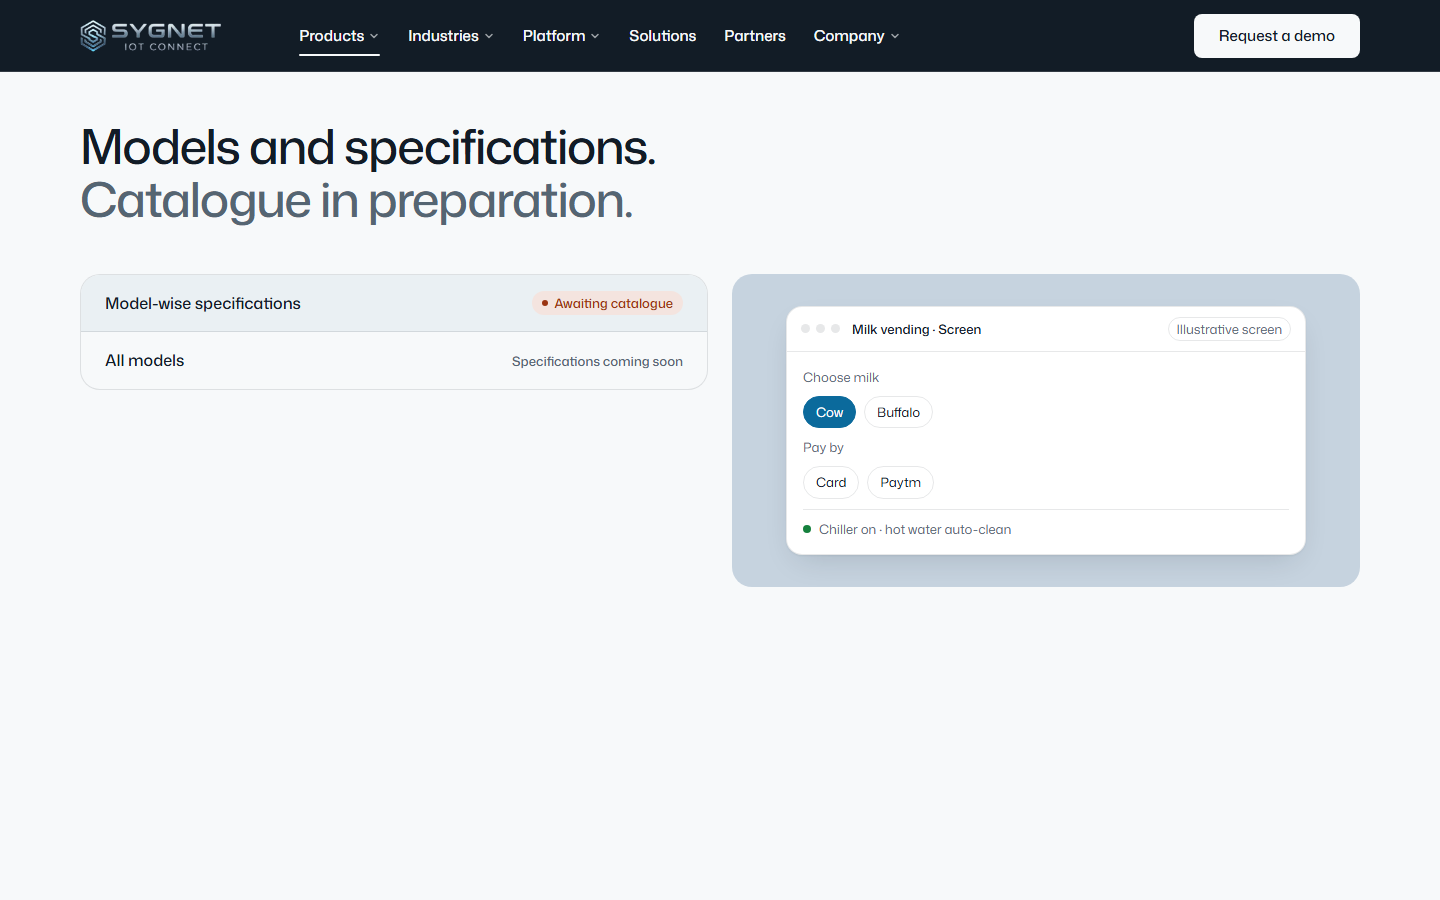 SYGNET
IOT CONNECT
Products
Industries
Platform
Solutions
Partners
Company
Request a demo
Models and specifications.
Catalogue in preparation.
Model-wise specifications
Awaiting catalogue
All models
Specifications coming soon
Milk vending · Screen
Illustrative screen
Choose milk
Cow
Buffalo
Pay by
Card
Paytm
Chiller on · hot water auto-clean